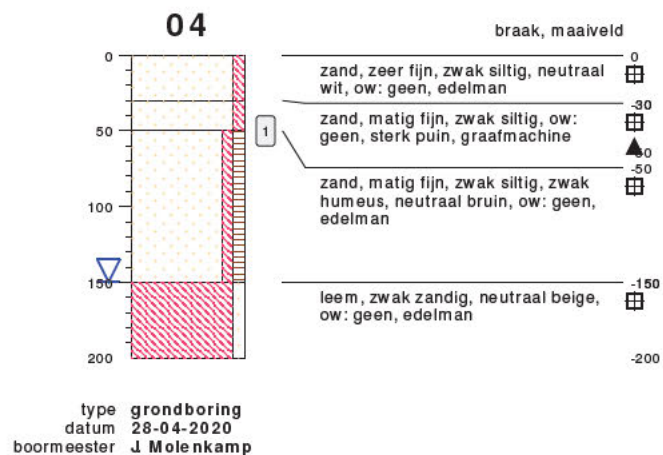 04
braak, maaiveld
0
50
100
150
200
1
0
zand, zeer fijn, zwak siltig, neutraal
wit, ow: geen, edelman
-30
zand, matig fijn, zwak siltig, ow:
geen, sterk puin, graafmachine
-50
zand, matig fijn, zwak siltig, zwak
humeus, neutraal bruin, ow: geen,
edelman
-150
leem, zwak zandig, neutraal beige,
ow: geen, edelman
-200
type grondboring
datum 28-04-2020
boormeester J. Molenkamp